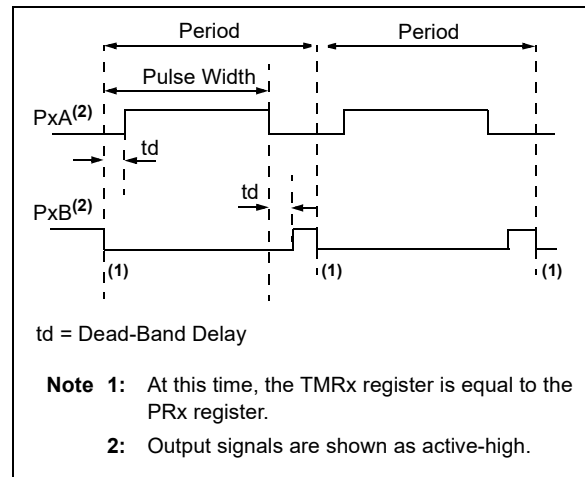 Period Period
Pulse Width
PxA(2)
td
td
PxB(2)
(1) (1) (1)
td = Dead-Band Delay
Note 1: At this time, the TMRx register is equal to the
PRx register.
2: Output signals are shown as active-high.